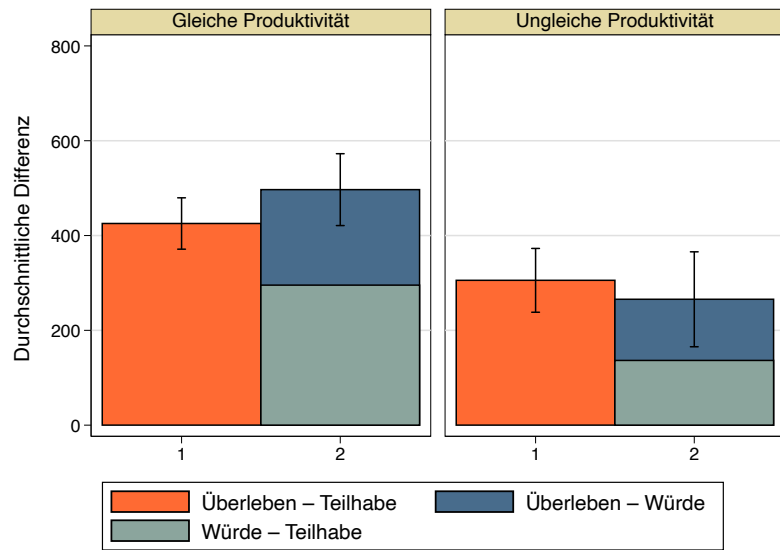 Gleiche Produktivität
Ungleiche Produktivität
Durchschnittliche Differenz
800
600
400
200
0
1
2
1
2
Überleben – Teilhabe
Überleben – Würde
Würde – Teilhabe